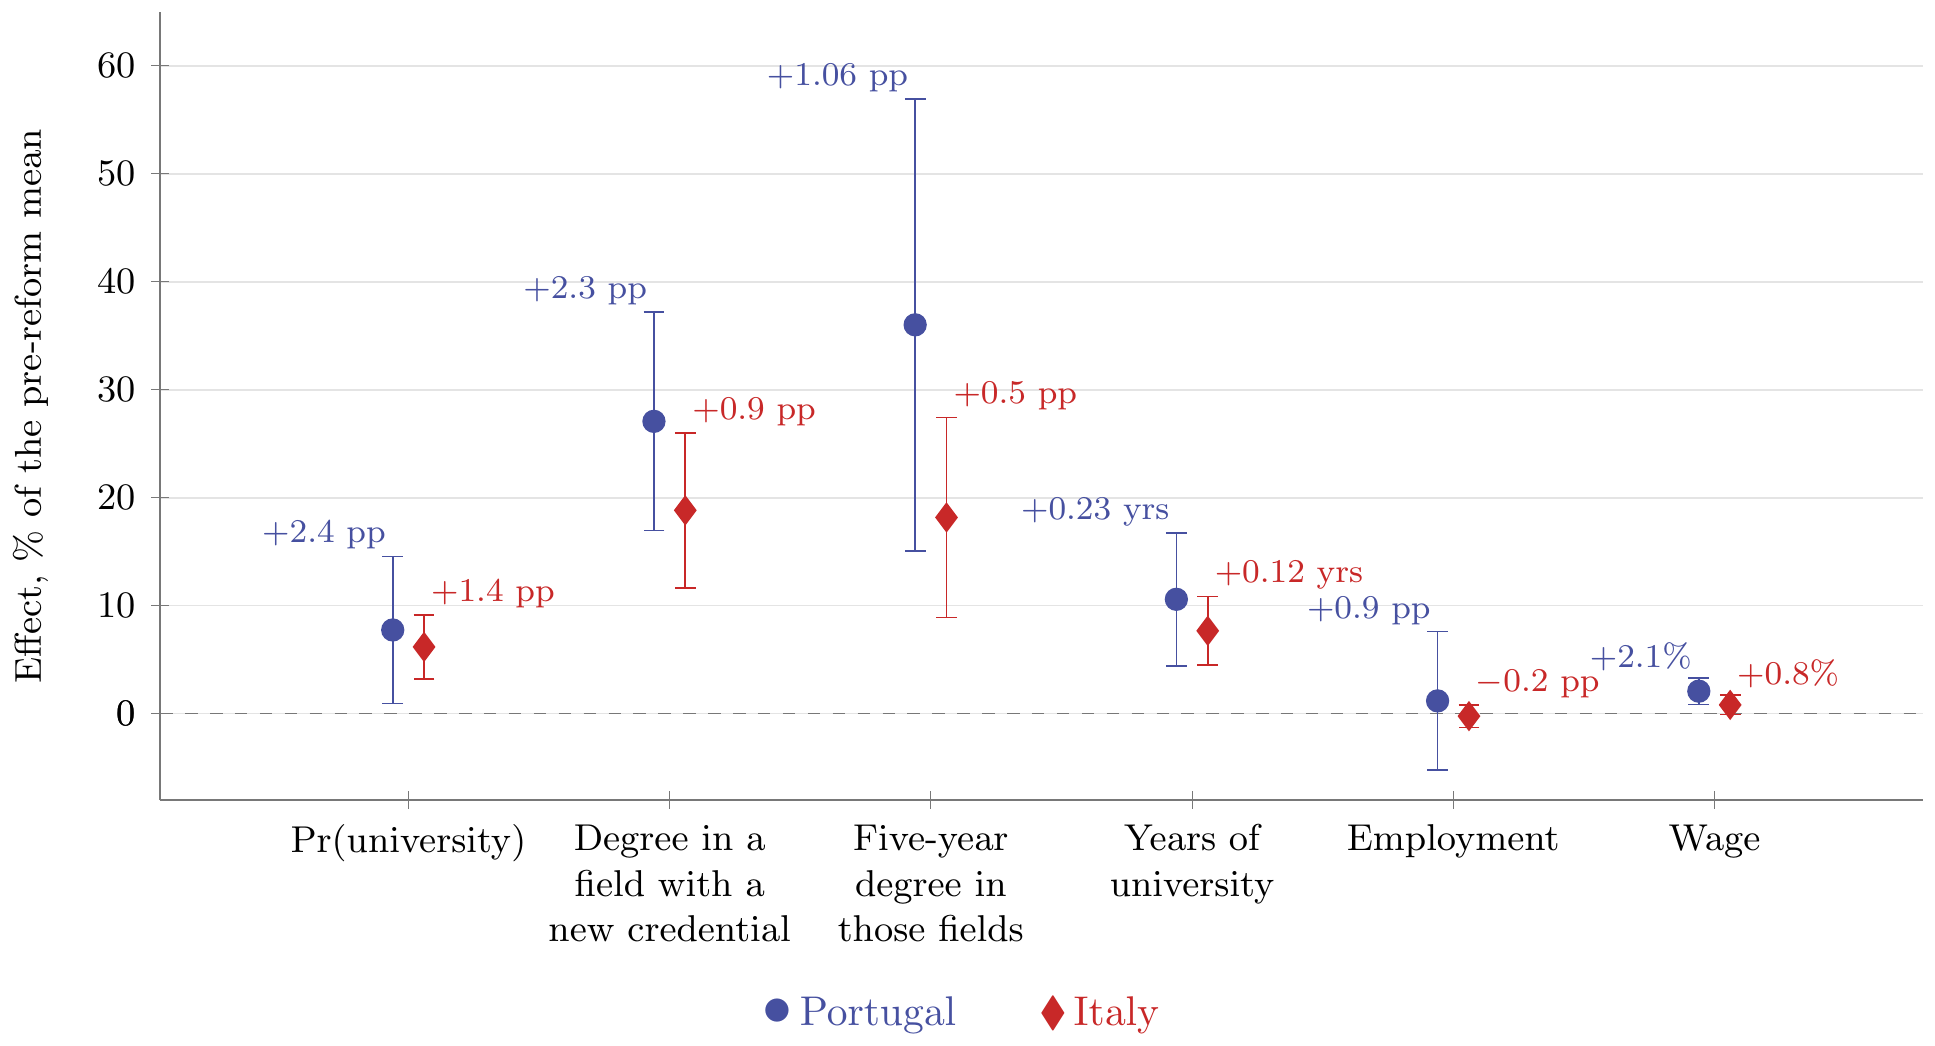 Effect, % of the pre-reform mean
60
50
40
30
20
10
0
+2.4 pp
+1.4 pp
+2.3 pp
+0.9 pp
+1.06 pp
+0.5 pp
+0.23 yrs
+0.12 yrs
+0.9 pp
−0.2 pp
+2.1%
+0.8%
Pr(university)
Degree in a
field with a
new credential
Five-year
degree in
those fields
Years of
university
Employment
Wage
Portugal
Italy